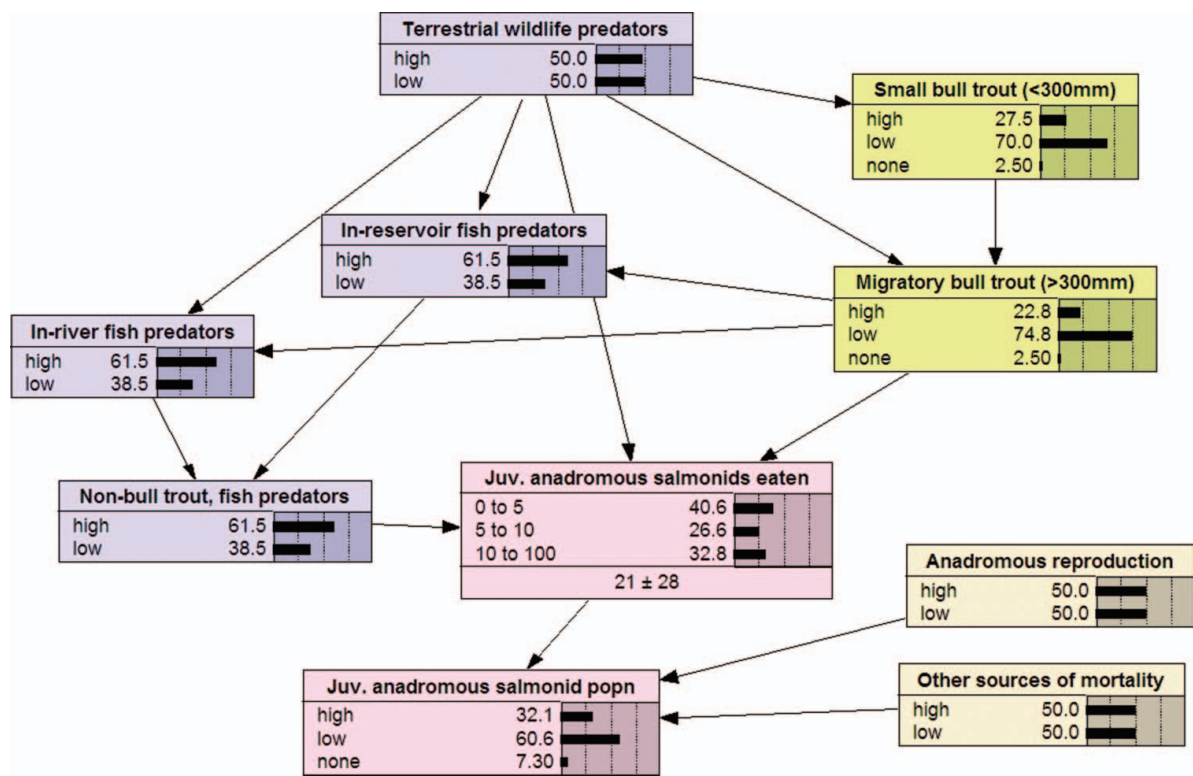 Terrestrial wildlife predators
high 50.0
low 50.0
Small bull trout (<300mm)
high 27.5
low 70.0
none 2.50
In-reservoir fish predators
high 61.5
low 38.5
Migratory bull trout (>300mm)
high 22.8
low 74.8
none 2.50
In-river fish predators
high 61.5
low 38.5
Non-bull trout, fish predators
high 61.5
low 38.5
Juv. anadromous salmonids eaten
0 to 5 40.6
5 to 10 26.6
10 to 100 32.8
21 ± 28
Anadromous reproduction
high 50.0
low 50.0
Juv. anadromous salmonid popn
high 32.1
low 60.6
none 7.30
Other sources of mortality
high 50.0
low 50.0